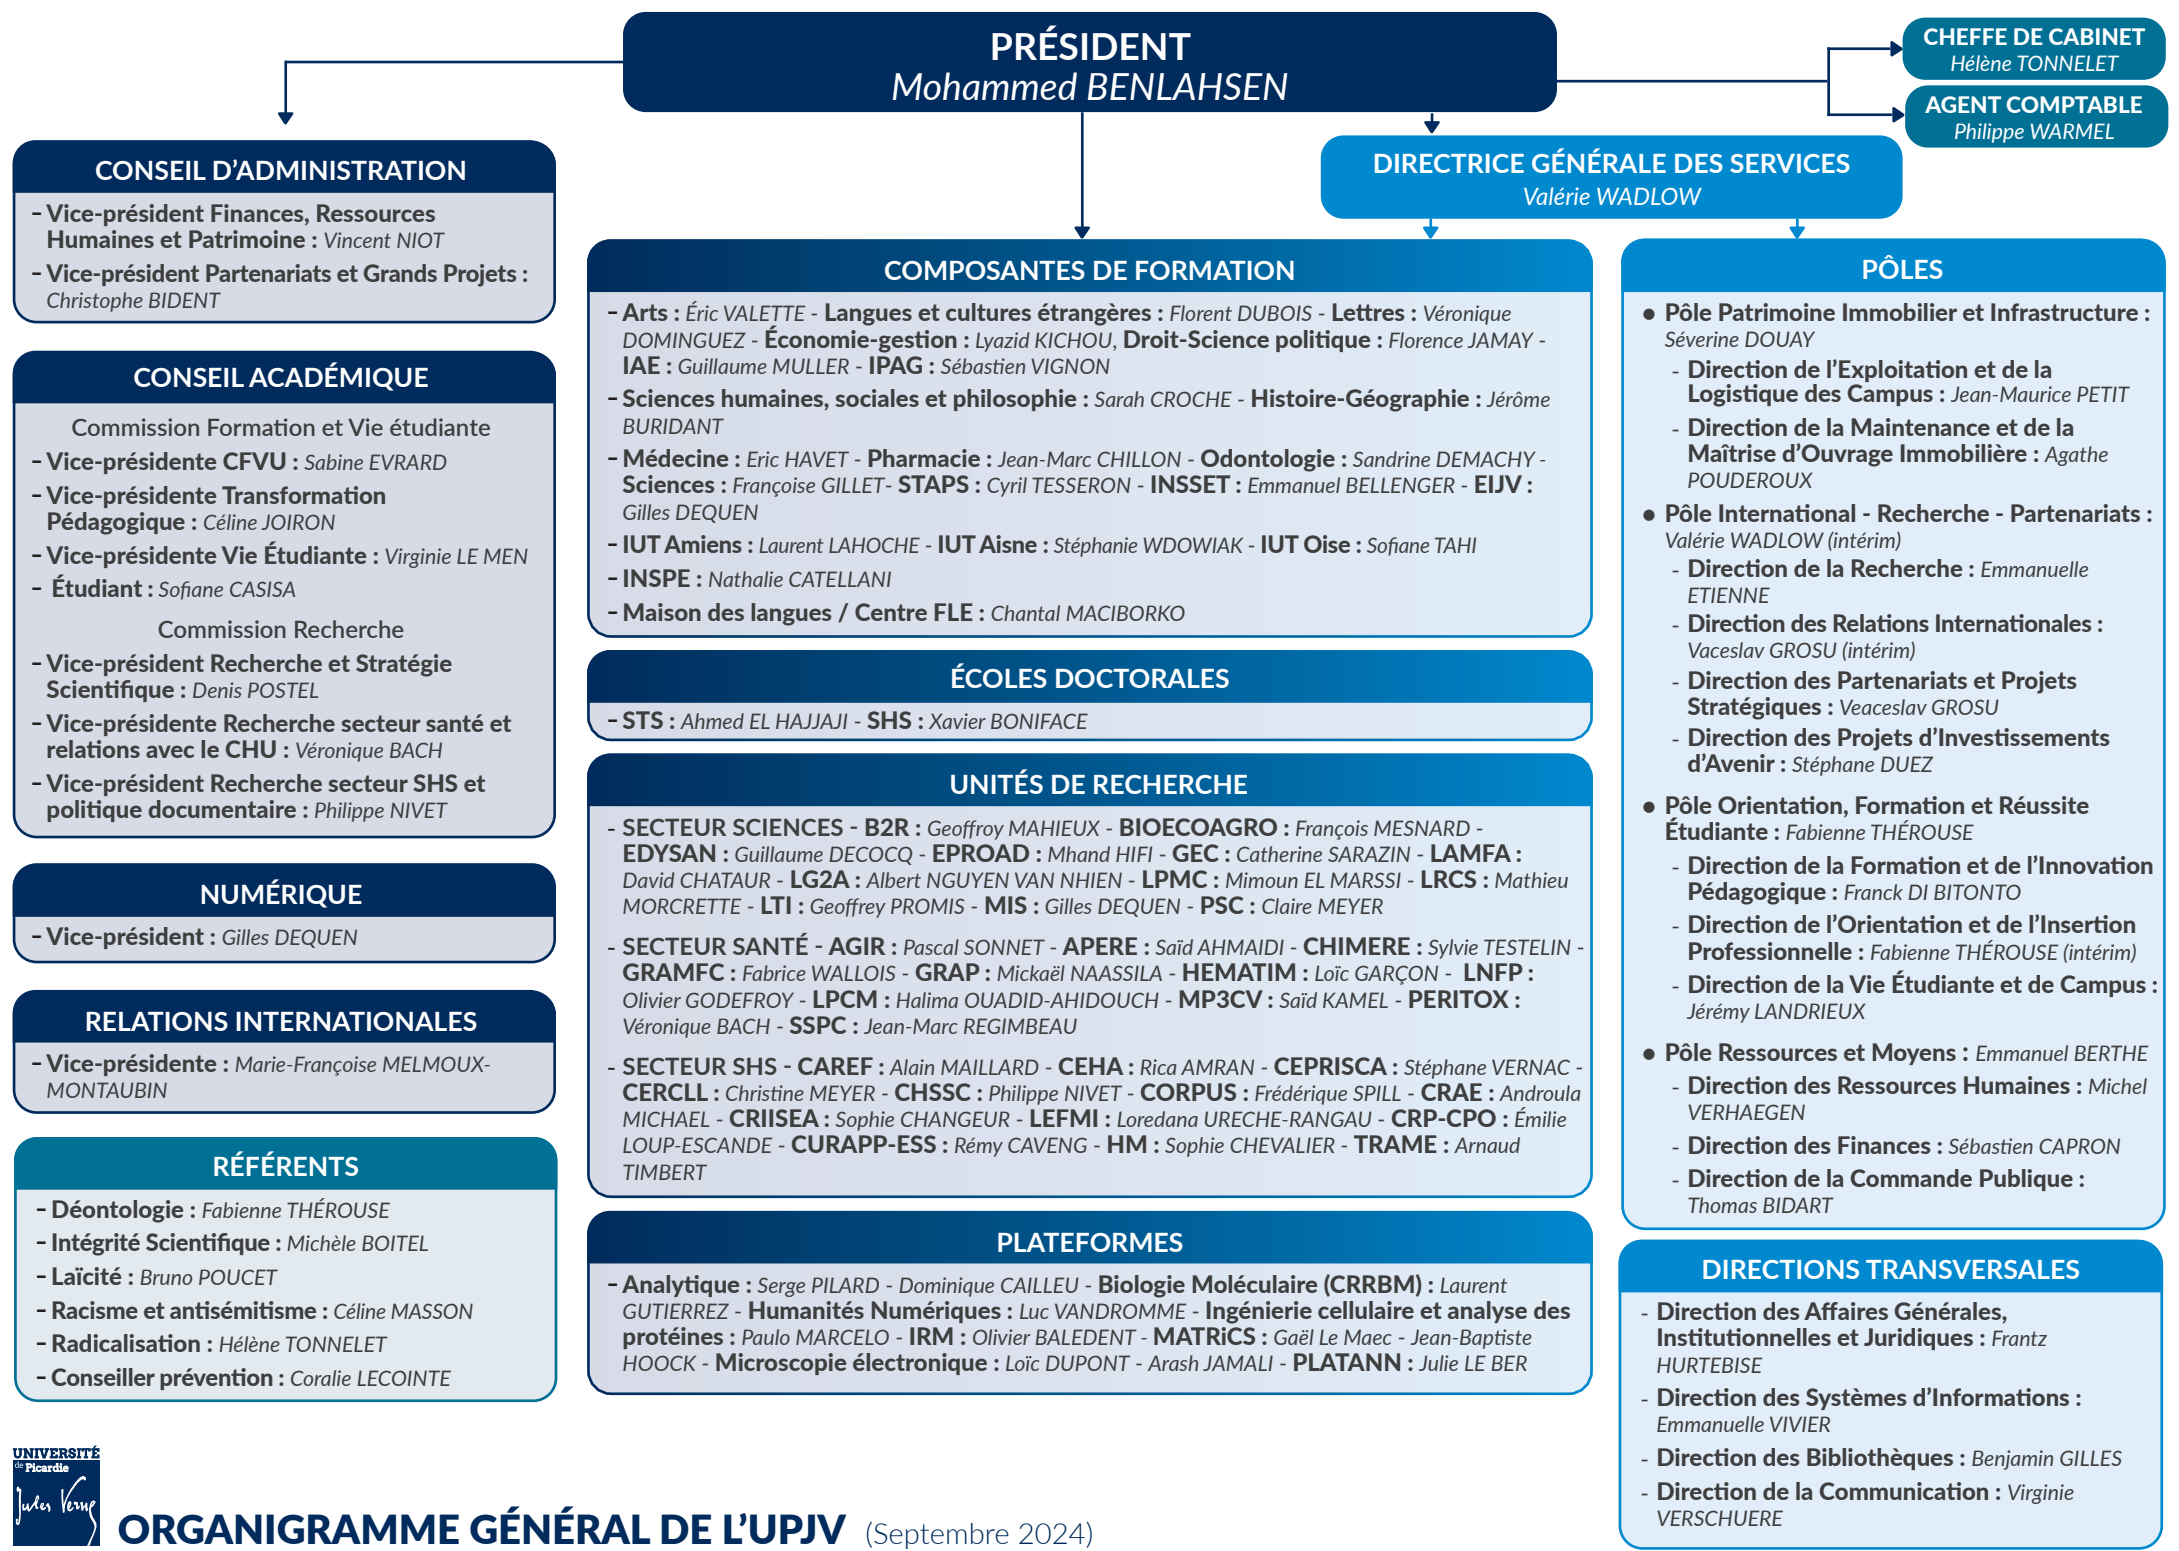 PRÉSIDENT
Mohammed BENLAHSEN
CHEFFE DE CABINET
Hélène TONNELET
AGENT COMPTABLE
Philippe WARMEL
DIRECTRICE GÉNÉRALE DES SERVICES
Valérie WADLOW
CONSEIL D’ADMINISTRATION
- Vice-président Finances, Ressources
Humaines et Patrimoine : Vincent NIOT
- Vice-président Partenariats et Grands Projets :
Christophe BIDENT
CONSEIL ACADÉMIQUE
Commission Formation et Vie étudiante
- Vice-présidente CFVU : Sabine EVRARD
- Vice-présidente Transformation
Pédagogique : Céline JOIRON
- Vice-présidente Vie Étudiante : Virginie LE MEN
- Étudiant : Sofiane CASISA
Commission Recherche
- Vice-président Recherche et Stratégie
Scientifique : Denis POSTEL
- Vice-présidente Recherche secteur santé et
relations avec le CHU : Véronique BACH
- Vice-président Recherche secteur SHS et
politique documentaire : Philippe NIVET
NUMÉRIQUE
- Vice-président : Gilles DEQUEN
RELATIONS INTERNATIONALES
- Vice-présidente : Marie-Françoise MELMOUX-
MONTAUBIN
RÉFÉRENTS
- Déontologie : Fabienne THÉROUSE
- Intégrité Scientifique : Michèle BOITEL
- Laïcité : Bruno POUCET
- Racisme et antisémitisme : Céline MASSON
- Radicalisation : Hélène TONNELET
- Conseiller prévention : Coralie LECOINTE
COMPOSANTES DE FORMATION
- Arts : Éric VALETTE - Langues et cultures étrangères : Florent DUBOIS - Lettres : Véronique
DOMINGUEZ - Économie-gestion : Lyazid KICHOU, Droit-Science politique : Florence JAMAY -
IAE : Guillaume MULLER - IPAG : Sébastien VIGNON
- Sciences humaines, sociales et philosophie : Sarah CROCHE - Histoire-Géographie : Jérôme
BURIDANT
- Médecine : Eric HAVET - Pharmacie : Jean-Marc CHILLON - Odontologie : Sandrine DEMACHY -
Sciences : Françoise GILLET- STAPS : Cyril TESSERON - INSSET : Emmanuel BELLENGER - EIJV :
Gilles DEQUEN
- IUT Amiens : Laurent LAHOCHE - IUT Aisne : Stéphanie WDOWIAK - IUT Oise : Sofiane TAHI
- INSPE : Nathalie CATELLANI
- Maison des langues / Centre FLE : Chantal MACIBORKO
ÉCOLES DOCTORALES
- STS : Ahmed EL HAJJAJI - SHS : Xavier BONIFACE
UNITÉS DE RECHERCHE
- SECTEUR SCIENCES - B2R : Geoffroy MAHIEUX - BIOECOAGRO : François MESNARD -
EDYSAN : Guillaume DECOCQ - EPROAD : Mhand HIFI - GEC : Catherine SARAZIN - LAMFA :
David CHATAUR - LG2A : Albert NGUYEN VAN NHIEN - LPMC : Mimoun EL MARSSI - LRCS : Mathieu
MORCRETTE - LTI : Geoffrey PROMIS - MIS : Gilles DEQUEN - PSC : Claire MEYER
- SECTEUR SANTÉ - AGIR : Pascal SONNET - APERE : Saïd AHMAIDI - CHIMERE : Sylvie TESTELIN -
GRAMFC : Fabrice WALLOIS - GRAP : Mickaël NAASSILA - HEMATIM : Loïc GARÇON - LNFP :
Olivier GODEFROY - LPCM : Halima OUADID-AHIDOUCH - MP3CV : Saïd KAMEL - PERITOX :
Véronique BACH - SSPC : Jean-Marc REGIMBEAU
- SECTEUR SHS - CAREF : Alain MAILLARD - CEHA : Rica AMRAN - CEPRISCA : Stéphane VERNAC -
CERCLL : Christine MEYER - CHSSC : Philippe NIVET - CORPUS : Frédérique SPILL - CRAE : Androula
MICHAEL - CRIISEA : Sophie CHANGEUR - LEFMI : Loredana URECHE-RANGAU - CRP-CPO : Émilie
LOUP-ESCANDE - CURAPP-ESS : Rémy CAVENG - HM : Sophie CHEVALIER - TRAME : Arnaud
TIMBERT
PLATEFORMES
- Analytique : Serge PILARD - Dominique CAILLEU - Biologie Moléculaire (CRRBM) : Laurent
GUTIERREZ - Humanités Numériques : Luc VANDROMME - Ingénierie cellulaire et analyse des
protéines : Paulo MARCELO - IRM : Olivier BALEDENT - MATRiCS : Gaël Le Maec - Jean-Baptiste
HOOCK - Microscopie électronique : Loïc DUPONT - Arash JAMALI - PLATANN : Julie LE BER
PÔLES
• Pôle Patrimoine Immobilier et Infrastructure :
Séverine DOUAY
- Direction de l’Exploitation et de la
Logistique des Campus : Jean-Maurice PETIT
- Direction de la Maintenance et de la
Maîtrise d’Ouvrage Immobilière : Agathe
POUDEROUX
• Pôle International - Recherche - Partenariats :
Valérie WADLOW (intérim)
- Direction de la Recherche : Emmanuelle
ETIENNE
- Direction des Relations Internationales :
Vaceslav GROSU (intérim)
- Direction des Partenariats et Projets
Stratégiques : Veaceslav GROSU
- Direction des Projets d’Investissements
d’Avenir : Stéphane DUEZ
• Pôle Orientation, Formation et Réussite
Étudiante : Fabienne THÉROUSE
- Direction de la Formation et de l’Innovation
Pédagogique : Franck DI BITONTO
- Direction de l’Orientation et de l’Insertion
Professionnelle : Fabienne THÉROUSE (intérim)
- Direction de la Vie Étudiante et de Campus :
Jérémy LANDRIEUX
• Pôle Ressources et Moyens : Emmanuel BERTHE
- Direction des Ressources Humaines : Michel
VERHAEGEN
- Direction des Finances : Sébastien CAPRON
- Direction de la Commande Publique :
Thomas BIDART
DIRECTIONS TRANSVERSALES
- Direction des Affaires Générales,
Institutionnelles et Juridiques : Frantz
HURTEBISE
- Direction des Systèmes d’Informations :
Emmanuelle VIVIER
- Direction des Bibliothèques : Benjamin GILLES
- Direction de la Communication : Virginie
VERSCHUERE
UNIVERSITÉ
de Picardie
Jules Verne
ORGANIGRAMME GÉNÉRAL DE L’UPJV (Septembre 2024)